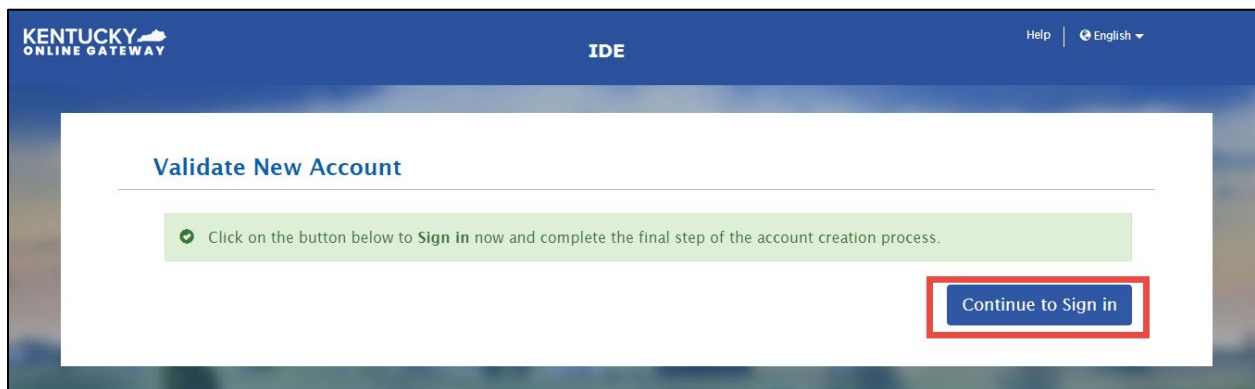 KENTUCKY
ONLINE GATEWAY
IDE
Help
English
Validate New Account
Click on the button below to Sign in now and complete the final step of the account creation process.
Continue to Sign in